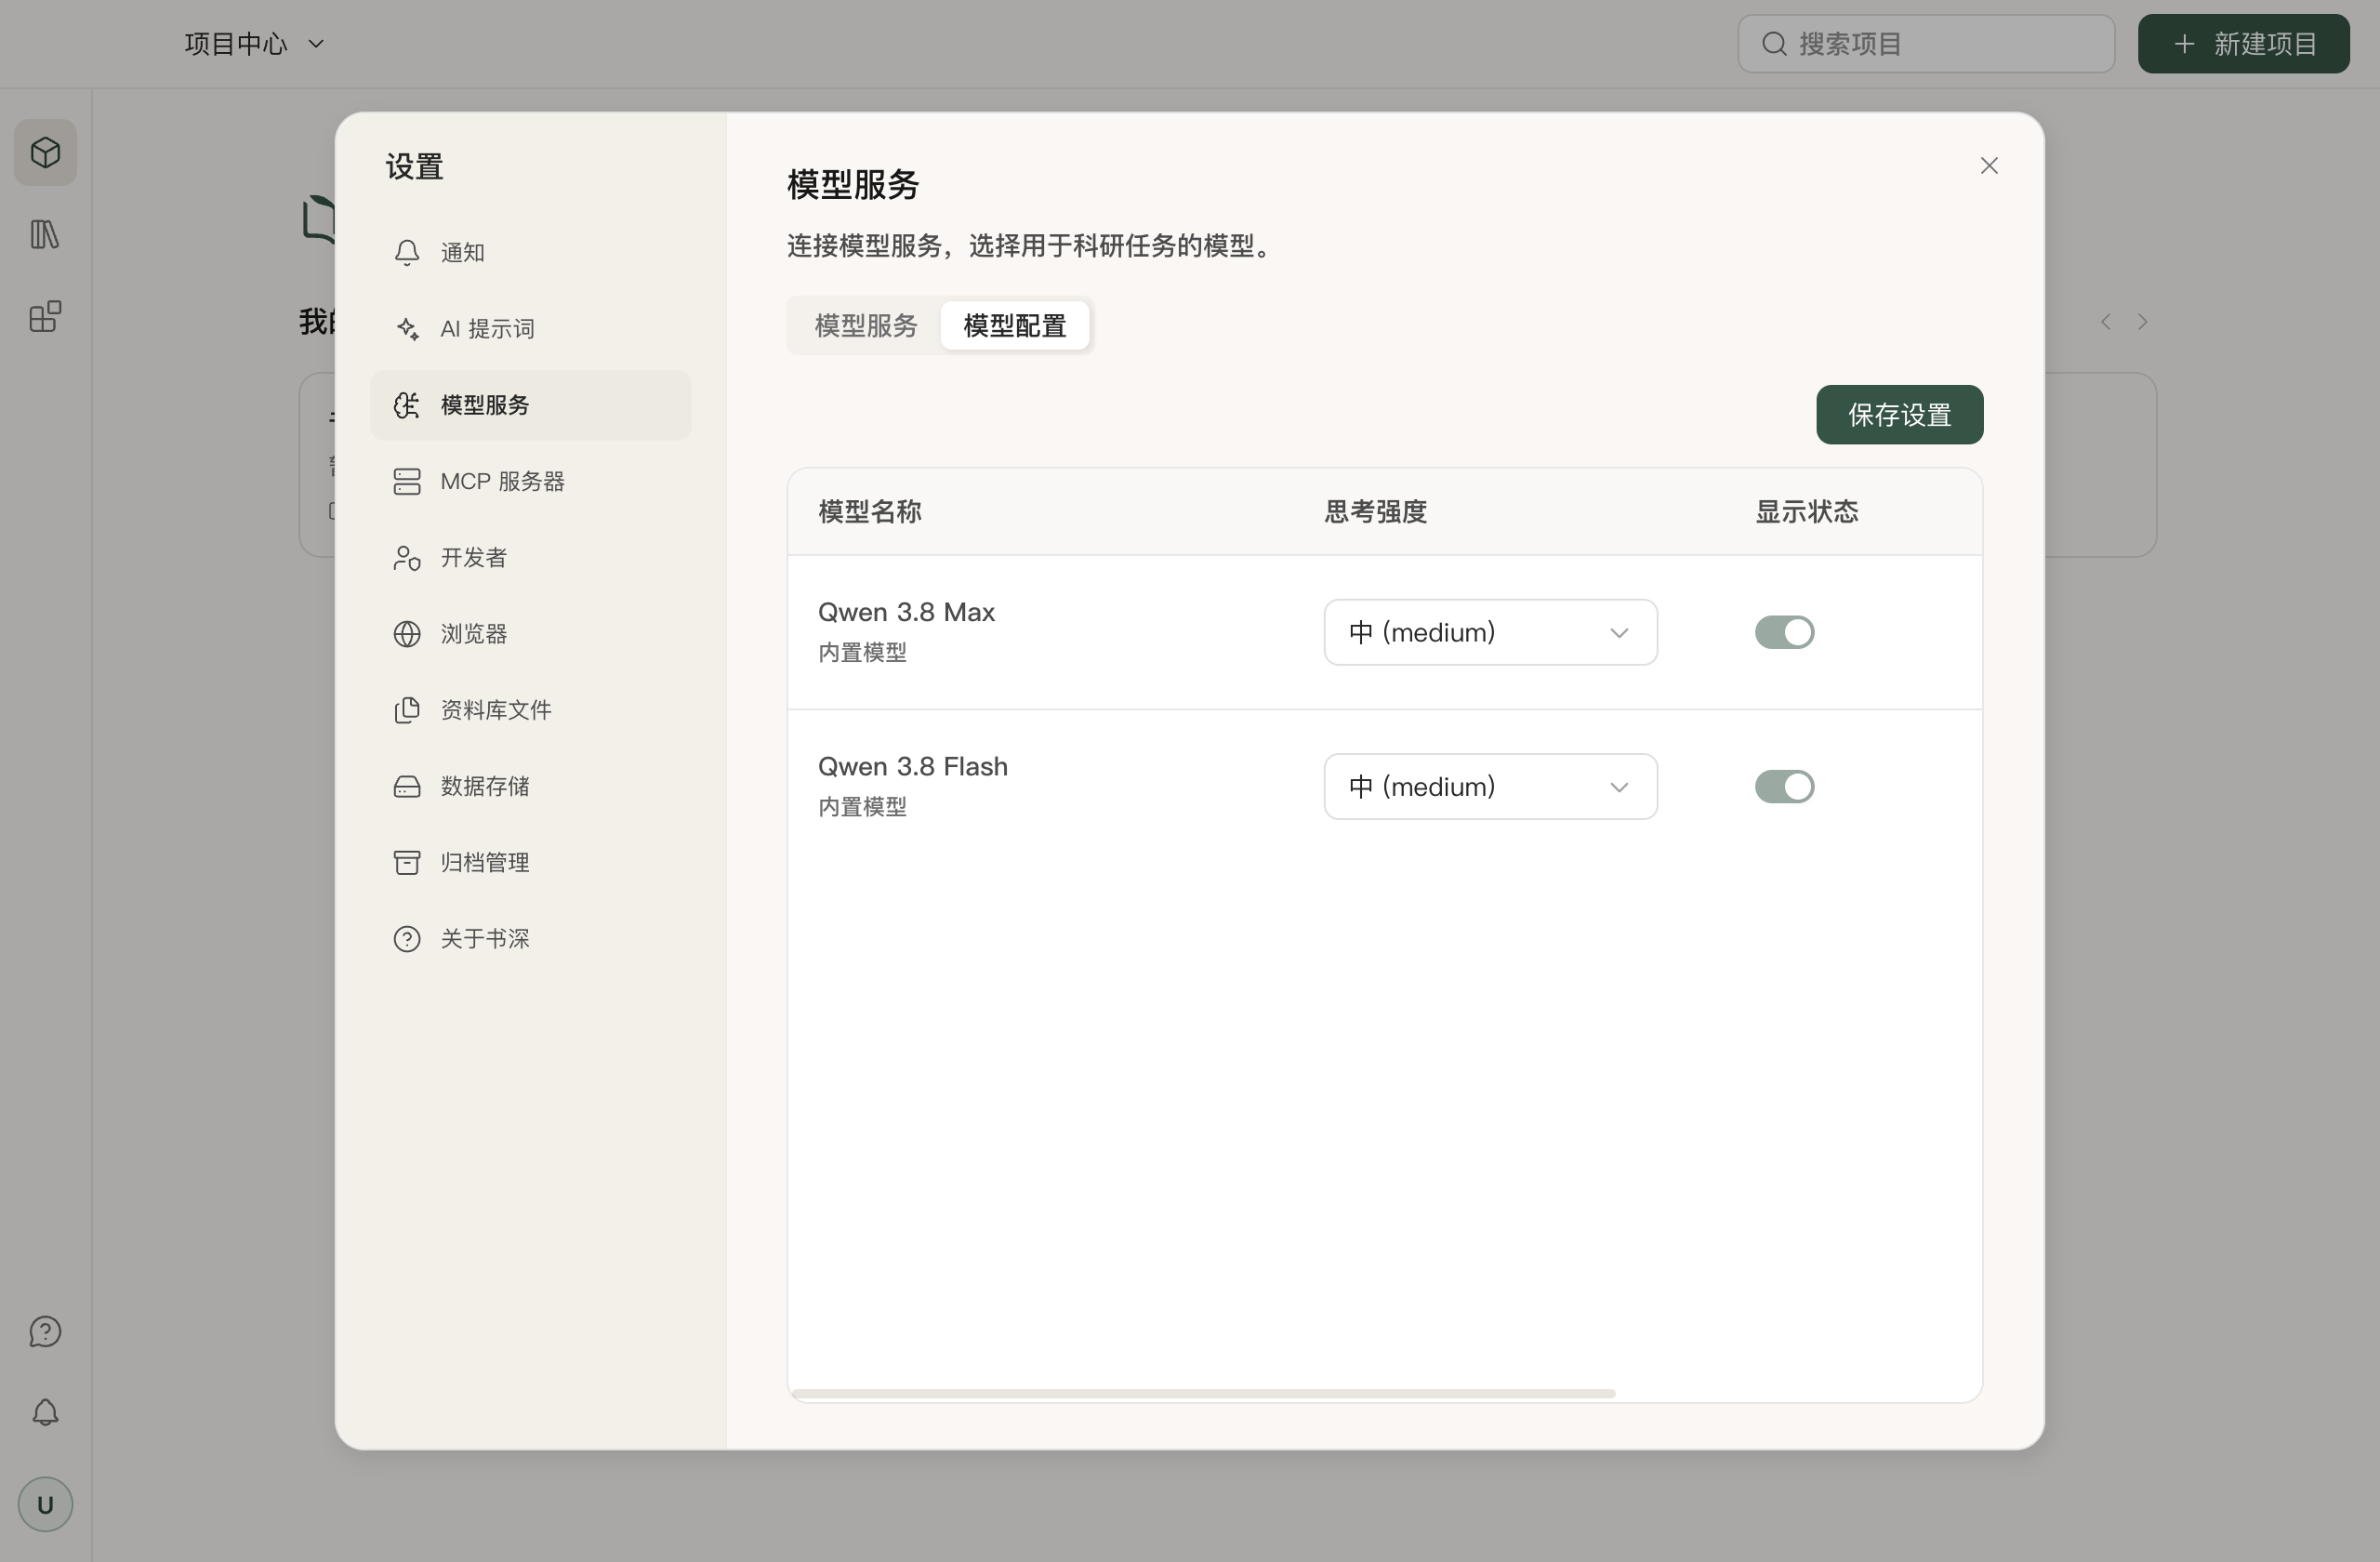 项目中心
搜索项目
新建项目
我的
设置
通知
AI 提示词
模型服务
MCP 服务器
开发者
浏览器
资料库文件
数据存储
归档管理
关于书深
模型服务
连接模型服务，选择用于科研任务的模型。
模型服务 模型配置
保存设置
模型名称 思考强度 显示状态
Qwen 3.8 Max
内置模型
中 (medium)
Qwen 3.8 Flash
内置模型
中 (medium)
U